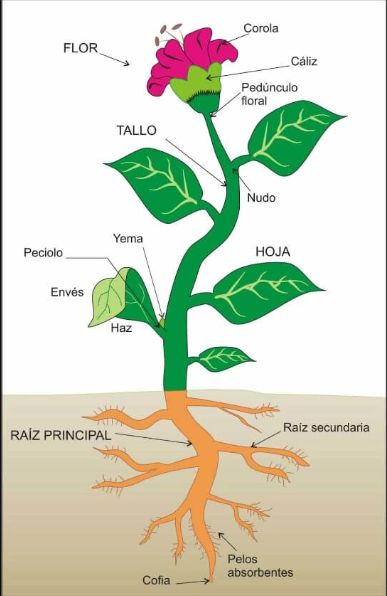 Corola
FLOR
Cáliz
Pedúnculo
floral
TALLO
Nudo
Yema
Peciolo
HOJA
Envés
Haz
RAÍZ PRINCIPAL
Raíz secundaria
Pelos
absorbentes
Cofia